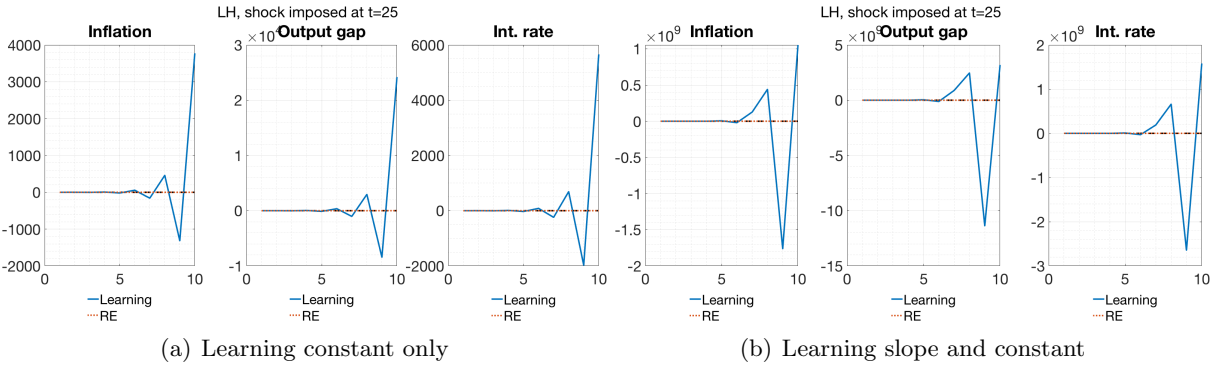 LH, shock imposed at t=25
LH, shock imposed at t=25
Inflation
×10⁴
Output gap
Int. rate
Inflation
×10⁹
Output gap
×10⁹
Int. rate
×10⁹
4000
3000
2000
1000
0
-1000
-2000
0 5 10
3
2
1
0
-1
0 5 10
6000
4000
2000
0
-2000
0 5 10
1
0.5
0
-0.5
-1
-1.5
-2
0 5 10
5
0
-5
-10
-15
0 5 10
2
1
0
-1
-2
-3
0 5 10
Learning
RE
Learning
RE
Learning
RE
Learning
RE
Learning
RE
Learning
RE
(a) Learning constant only
(b) Learning slope and constant